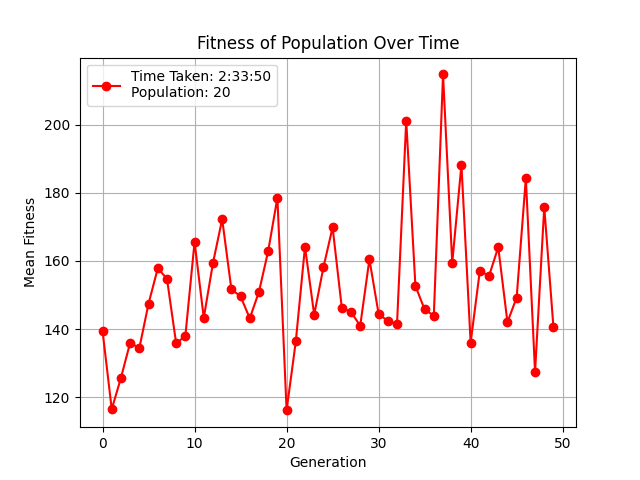 Fitness of Population Over Time
Time Taken: 2:33:50
Population: 20
Mean Fitness
200
180
160
140
120
0 10 20 30 40 50
Generation